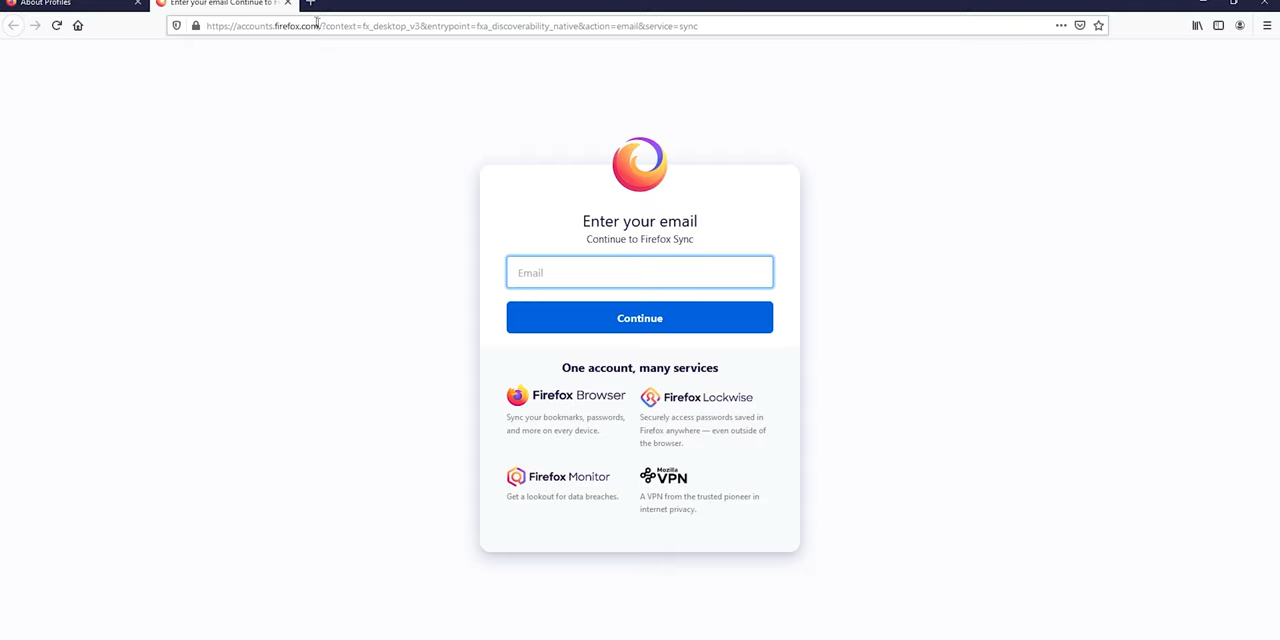 About Profiles
Enter your email Continue to F
https://accounts.firefox.com/?context=fx_desktop_v3&entrypoint=fxa_discoverability_native&action=email&service=sync
Enter your email
Continue to Firefox Sync
Email
Continue
One account, many services
Firefox Browser
Sync your bookmarks, passwords,
and more on every device.
Firefox Lockwise
Securely access passwords saved in
Firefox anywhere — even outside of
the browser.
Firefox Monitor
Get a lookout for data breaches.
Mozilla
VPN
A VPN from the trusted pioneer in
internet privacy.